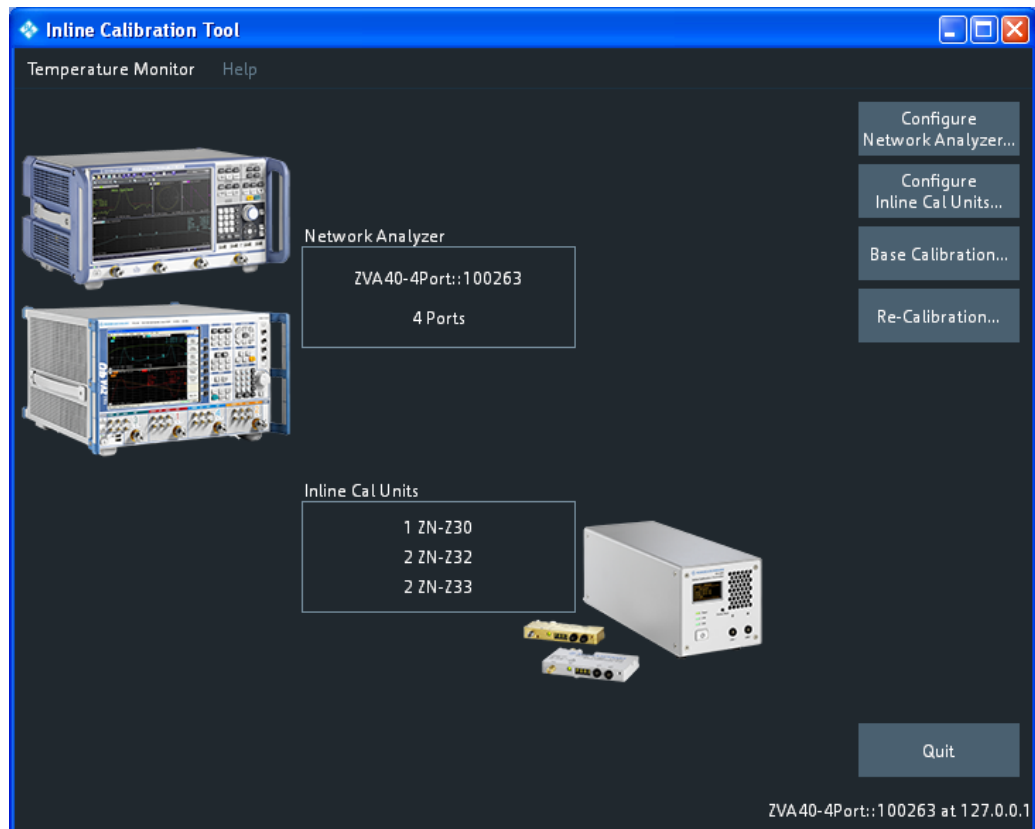 Inline Calibration Tool
Temperature Monitor Help
Configure
Network Analyzer...
Configure
Inline Cal Units...
Base Calibration...
Re-Calibration...
Network Analyzer
ZVA40-4Port::100263
4 Ports
Inline Cal Units
1 ZN-Z30
2 ZN-Z32
2 ZN-Z33
Quit
ZVA40-4Port::100263 at 127.0.0.1